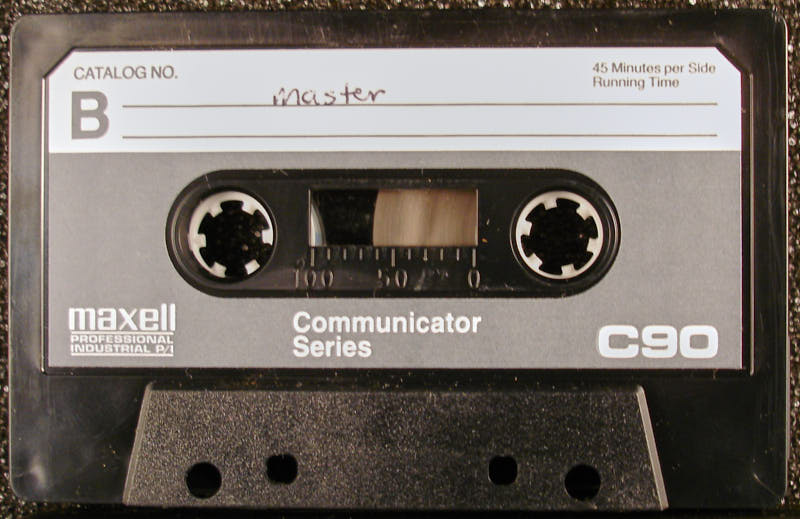 CATALOG NO.
B
master
45 Minutes per Side
Running Time
100 50 0
maxell
PROFESSIONAL
INDUSTRIAL P/I
Communicator
Series
C90